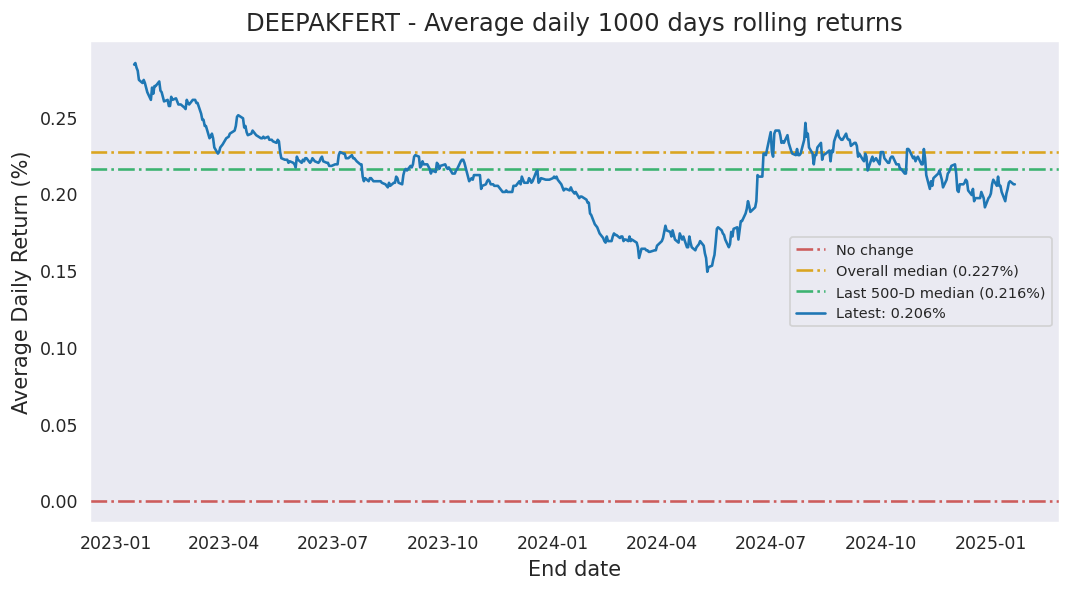 DEEPAKFERT - Average daily 1000 days rolling returns
Average Daily Return (%)
0.25
0.20
0.15
0.10
0.05
0.00
No change
Overall median (0.227%)
Last 500-D median (0.216%)
Latest: 0.206%
2023-01 2023-04 2023-07 2023-10 2024-01 2024-04 2024-07 2024-10 2025-01
End date